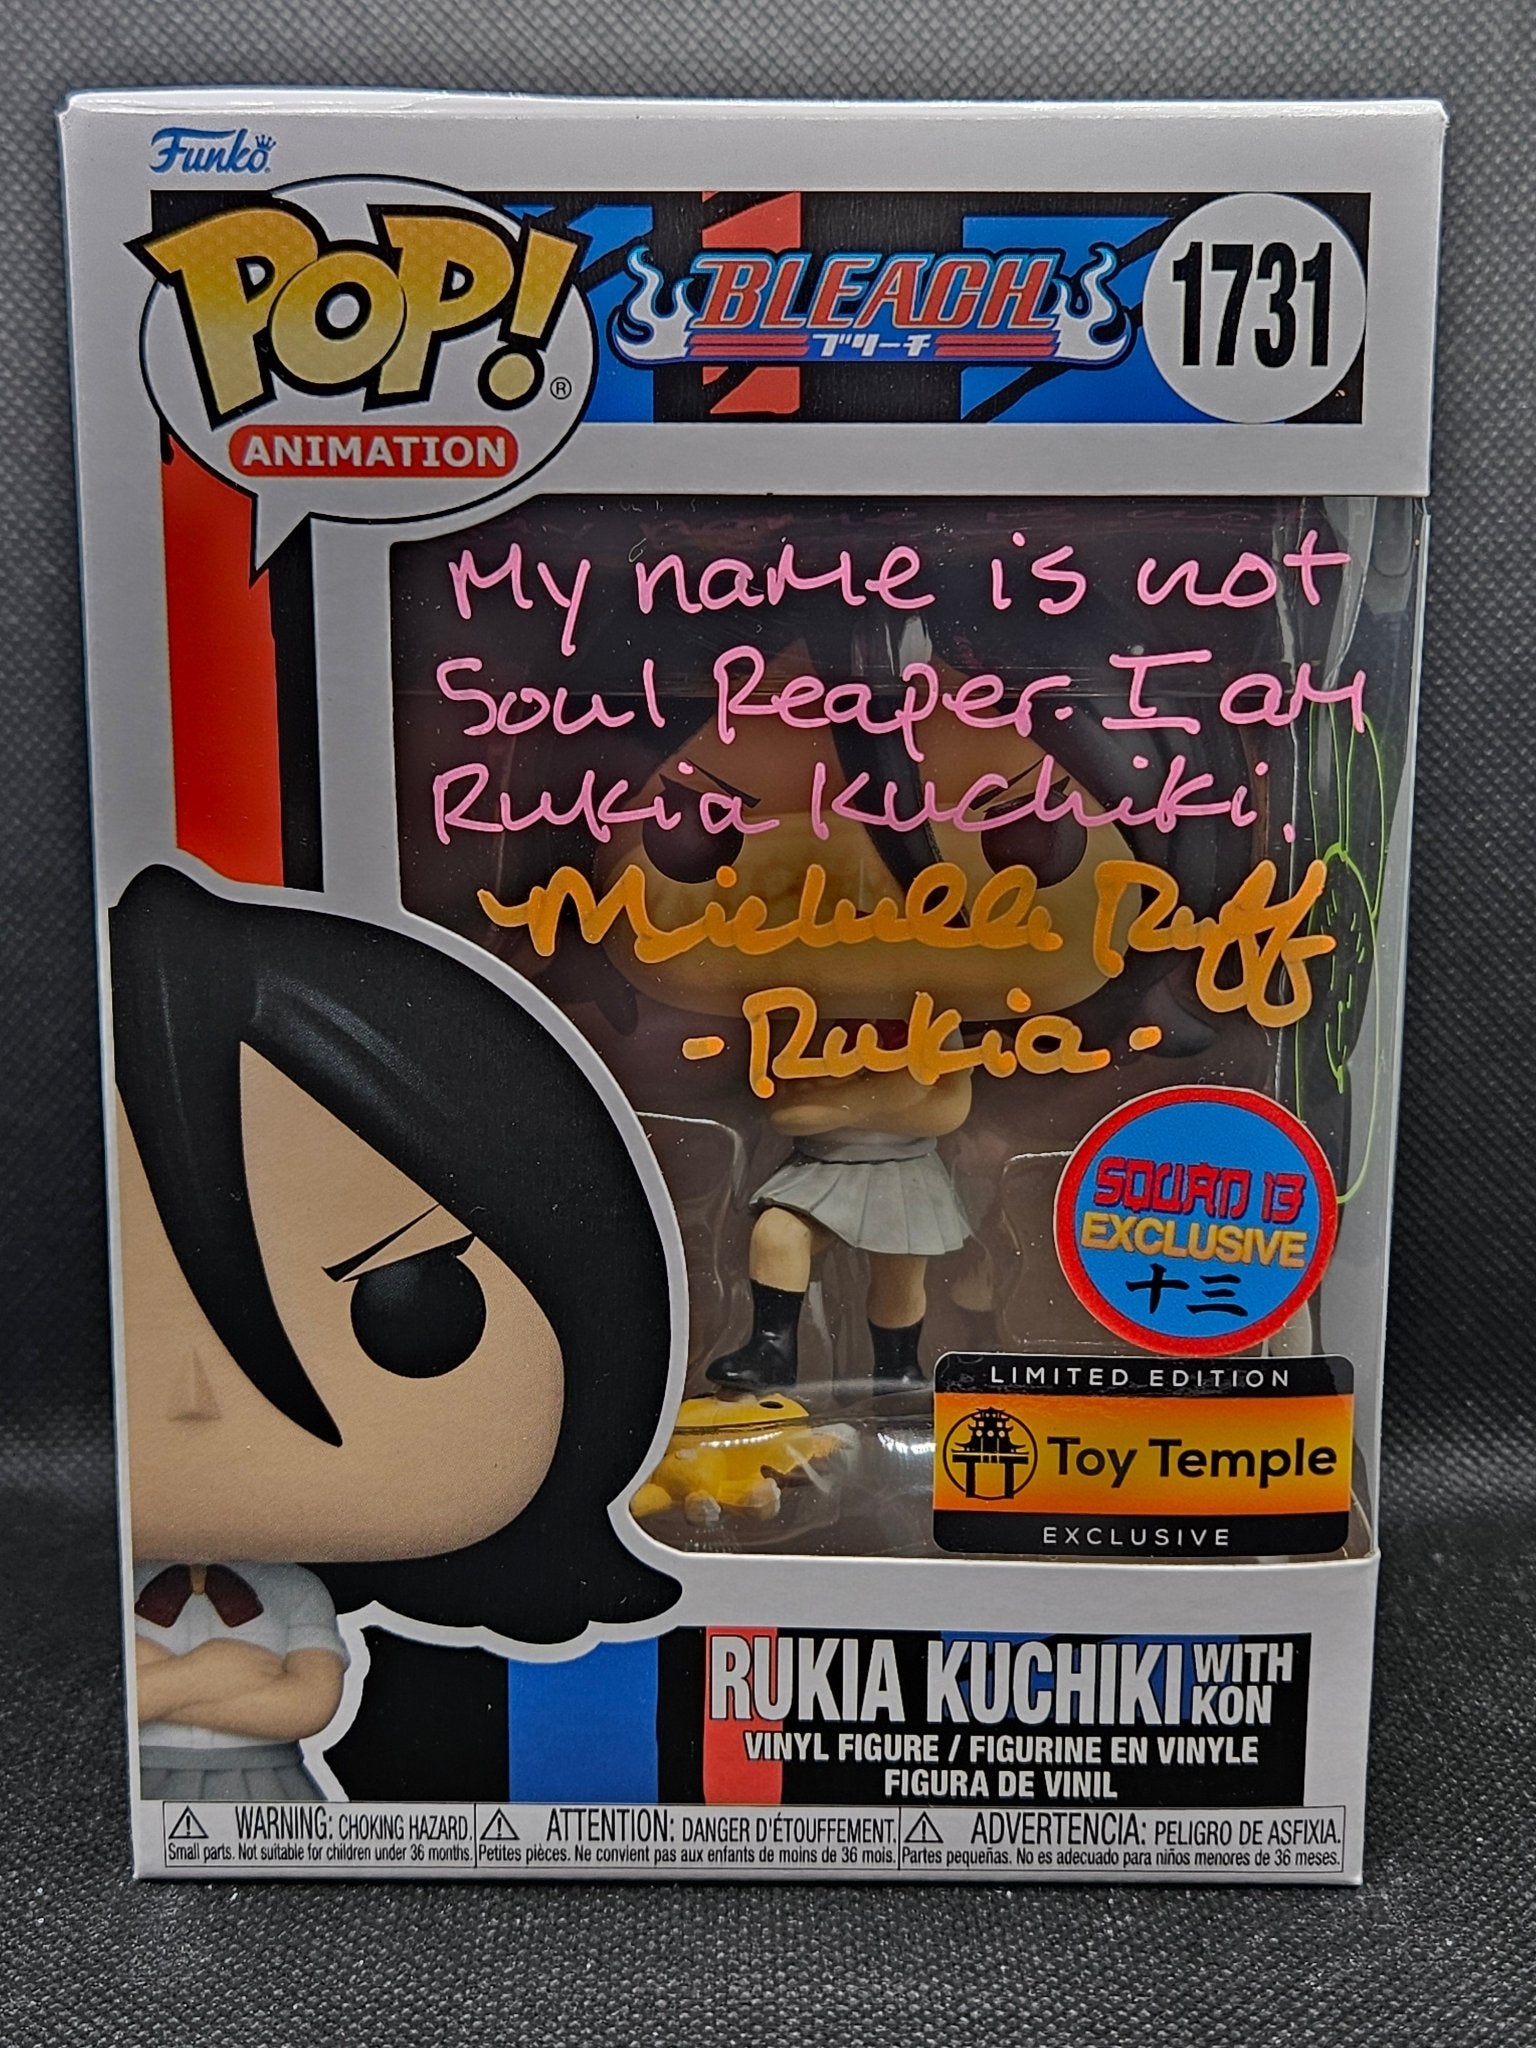 Funko
POP!
®
ANIMATION
BLEACH
ブリーチ
1731
My name is not
Soul Reaper. I am
Rukia Kuchiki.
Michelle Ruff
-Rukia-
SQUAD 13
EXCLUSIVE
十三
LIMITED EDITION
Toy Temple
EXCLUSIVE
RUKIA KUCHIKI WITH KON
VINYL FIGURE / FIGURINE EN VINYLE
FIGURA DE VINIL
WARNING: CHOKING HAZARD.
Small parts. Not suitable for children under 36 months.
ATTENTION: DANGER D'ÉTOUFFEMENT.
Petites pièces. Ne convient pas aux enfants de moins de 36 mois.
ADVERTENCIA: PELIGRO DE ASFIXIA.
Partes pequeñas. No es adecuado para niños menores de 36 meses.